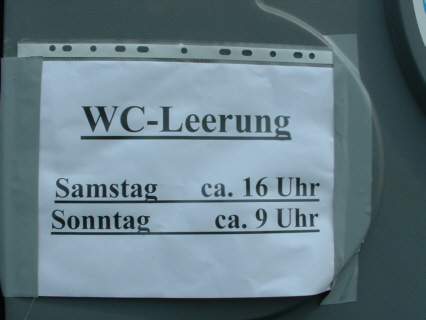 WC-Leerung
Samstag ca. 16 Uhr
Sonntag ca. 9 Uhr